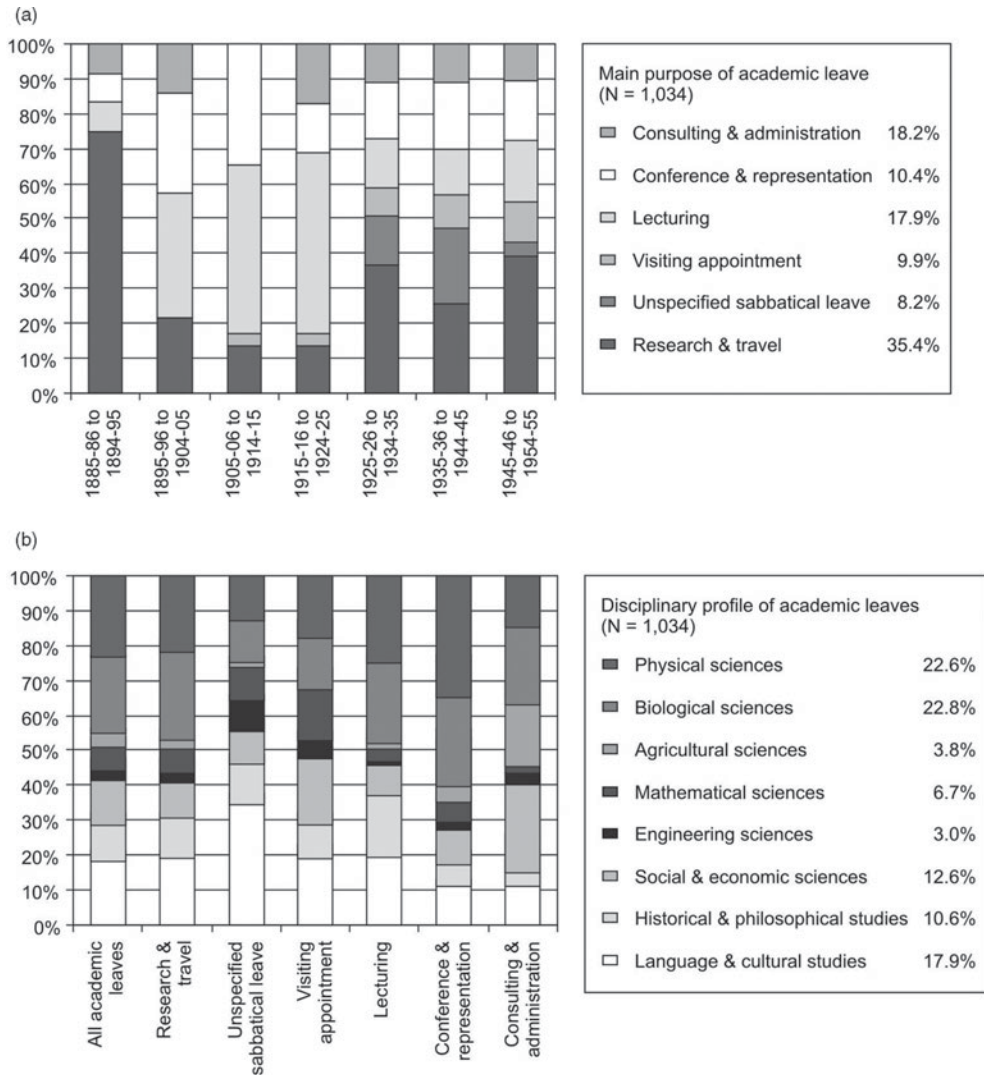 (a)
100%
90%
80%
70%
60%
50%
40%
30%
20%
10%
0%
1885-86 to
1894-95
1895-96 to
1904-05
1905-06 to
1914-15
1915-16 to
1924-25
1925-26 to
1934-35
1935-36 to
1944-45
1945-46 to
1954-55
Main purpose of academic leave
(N = 1,034)
Consulting & administration 18.2%
Conference & representation 10.4%
Lecturing 17.9%
Visiting appointment 9.9%
Unspecified sabbatical leave 8.2%
Research & travel 35.4%
(b)
100%
90%
80%
70%
60%
50%
40%
30%
20%
10%
0%
All academic
leaves
Research &
travel
Unspecified
sabbatical leave
Visiting
appointment
Lecturing
Conference &
representation
Consulting &
administration
Disciplinary profile of academic leaves
(N = 1,034)
Physical sciences 22.6%
Biological sciences 22.8%
Agricultural sciences 3.8%
Mathematical sciences 6.7%
Engineering sciences 3.0%
Social & economic sciences 12.6%
Historical & philosophical studies 10.6%
Language & cultural studies 17.9%